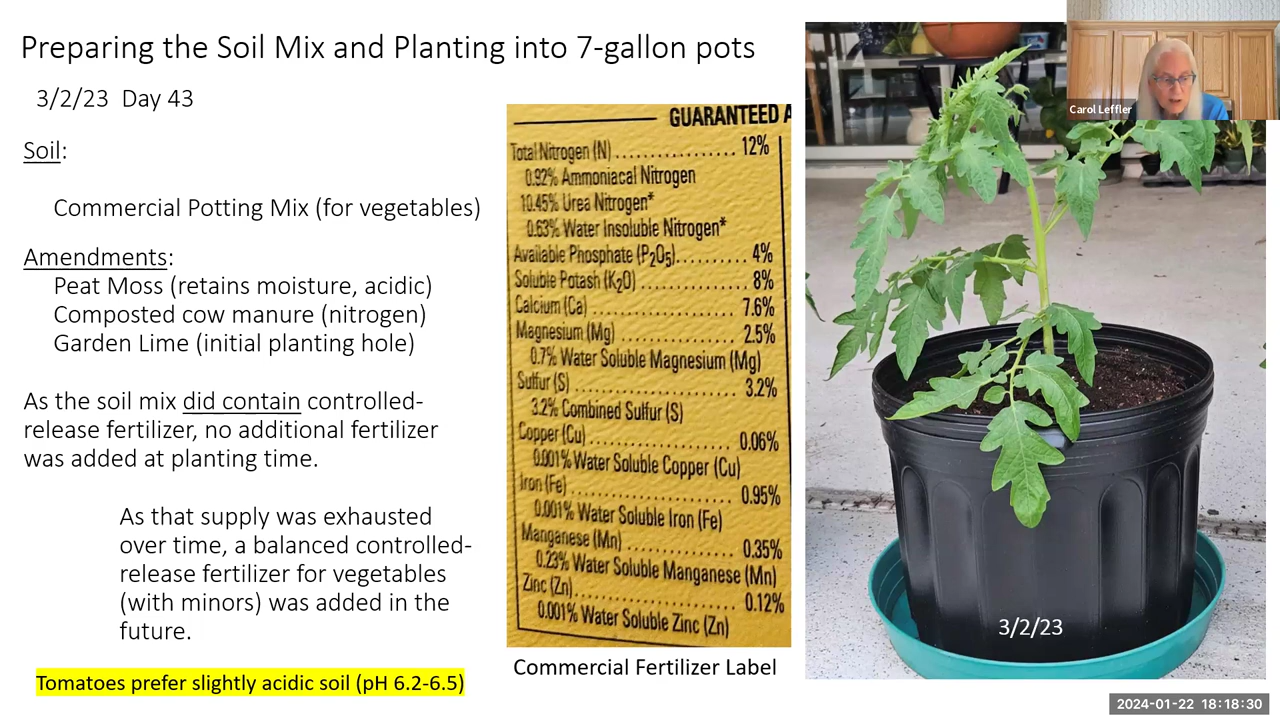 Preparing the Soil Mix and Planting into 7-gallon pots
3/2/23 Day 43
Soil:
Commercial Potting Mix (for vegetables)
Amendments:
Peat Moss (retains moisture, acidic)
Composted cow manure (nitrogen)
Garden Lime (initial planting hole)
As the soil mix did contain controlled-
release fertilizer, no additional fertilizer
was added at planting time.
As that supply was exhausted
over time, a balanced controlled-
release fertilizer for vegetables
(with minors) was added in the
future.
Tomatoes prefer slightly acidic soil (pH 6.2-6.5)
GUARANTEED A
Total Nitrogen (N) .................. 12%
0.92% Ammoniacal Nitrogen
10.45% Urea Nitrogen*
0.63% Water Insoluble Nitrogen*
Available Phosphate (P2O5).......... 4%
Soluble Potash (K2O) ................. 8%
Calcium (Ca) .......................... 7.6%
Magnesium (Mg) ..................... 2.5%
0.7% Water Soluble Magnesium (Mg)
Sulfur (S) .............................. 3.2%
3.2% Combined Sulfur (S)
Copper (Cu) .......................... 0.06%
0.001% Water Soluble Copper (Cu)
Iron (Fe) .............................. 0.95%
0.001% Water Soluble Iron (Fe)
Manganese (Mn) .................... 0.35%
0.23% Water Soluble Manganese (Mn)
Zinc (Zn) .............................. 0.12%
0.001% Water Soluble Zinc (Zn)
Commercial Fertilizer Label
Carol Leffler
3/2/23
2024-01-22 18:18:30